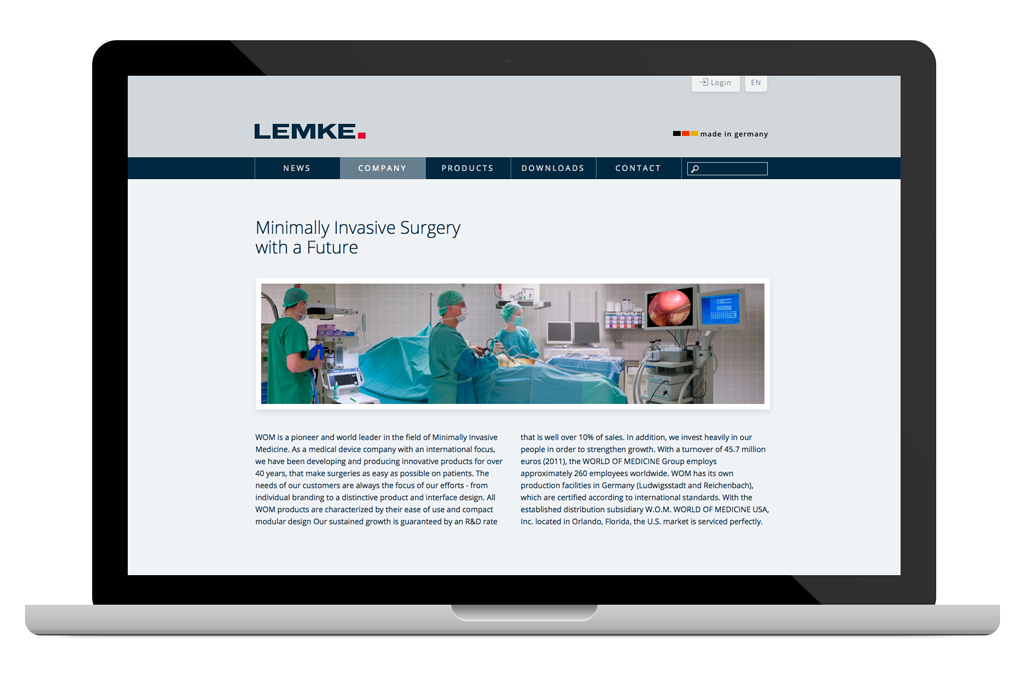 Login
EN
LEMKE.
made in germany
NEWS
COMPANY
PRODUCTS
DOWNLOADS
CONTACT
Minimally Invasive Surgery
with a Future
WOM is a pioneer and world leader in the field of Minimally Invasive
Medicine. As a medical device company with an international focus,
we have been developing and producing innovative products for over
40 years, that make surgeries as easy as possible on patients. The
needs of our customers are always the focus of our efforts - from
individual branding to a distinctive product and interface design. All
WOM products are characterized by their ease of use and compact
modular design Our sustained growth is guaranteed by an R&D rate
that is well over 10% of sales. In addition, we invest heavily in our
people in order to strengthen growth. With a turnover of 45.7 million
euros (2011), the WORLD OF MEDICINE Group employs
approximately 260 employees worldwide. WOM has its own
production facilities in Germany (Ludwigsstadt and Reichenbach),
which are certified according to international standards. With the
established distribution subsidiary W.O.M. WORLD OF MEDICINE USA,
Inc. located in Orlando, Florida, the U.S. market is serviced perfectly.